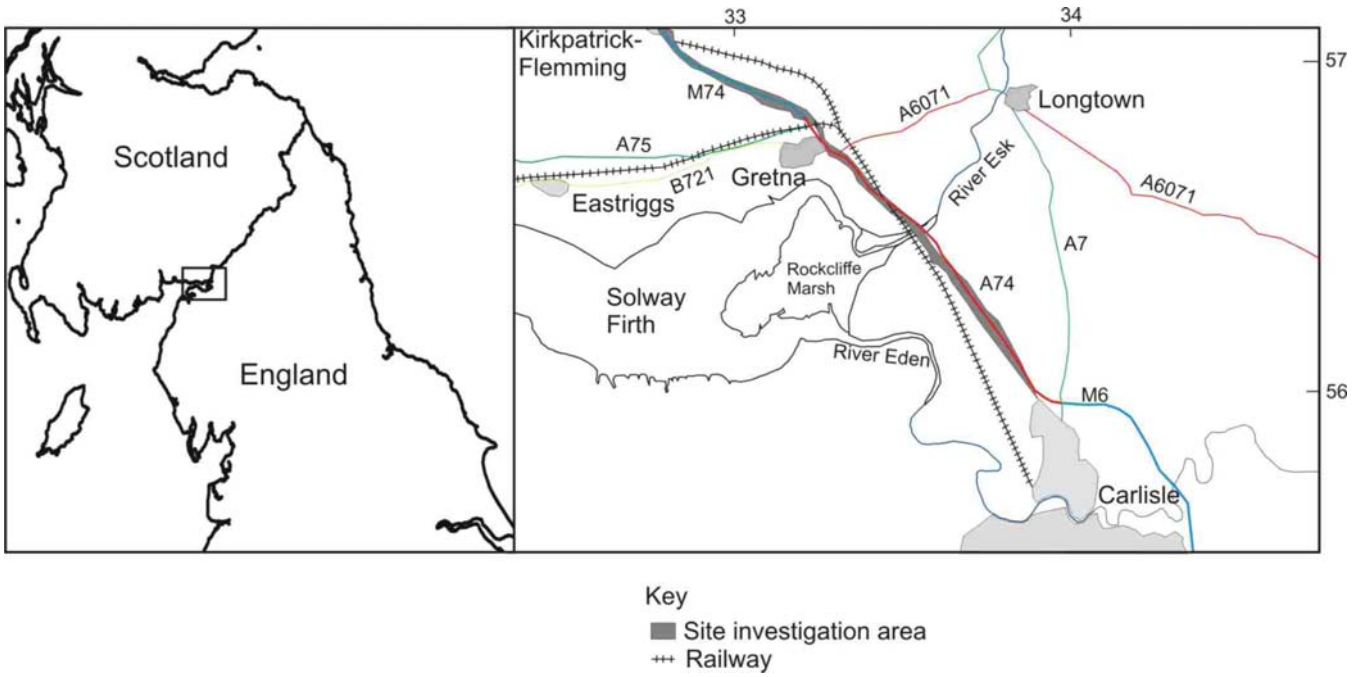 Scotland
England
33
34
57
56
Kirkpatrick-
Flemming
M74
A6071
Longtown
A75
B721
Gretna
River Esk
A6071
Eastriggs
A7
Rockcliffe
Marsh
A74
Solway
Firth
River Eden
M6
Carlisle
Key
Site investigation area
Railway